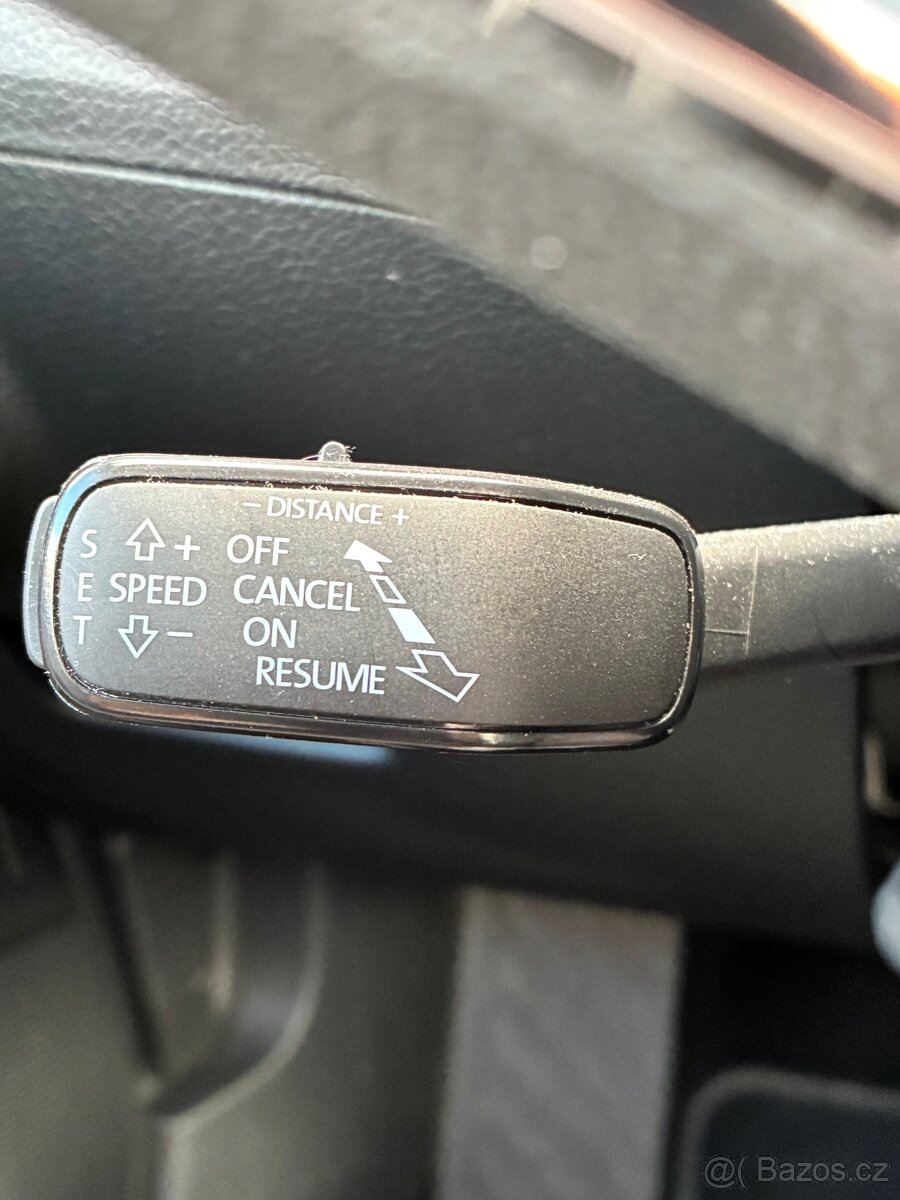 - DISTANCE +
S + OFF
E SPEED CANCEL
T - ON
RESUME
@( Bazos.cz